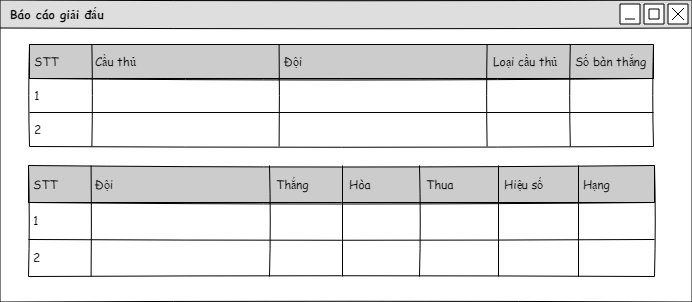 Báo cáo giải đấu
STT Cầu thủ Đội Loại cầu thủ Số bàn thắng
1
2
STT Đội Thắng Hòa Thua Hiệu số Hạng
1
2